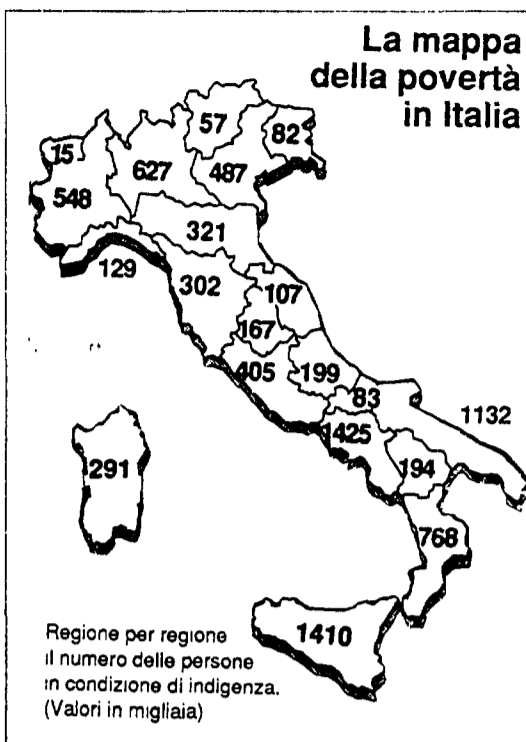 La mappa
della povertà
in Italia
57
82
15
627
487
548
321
129
302
107
167
405
199
83
1132
1425
291
194
768
1410
Regione per regione
il numero delle persone
in condizione di indigenza.
(Valori in migliaia)